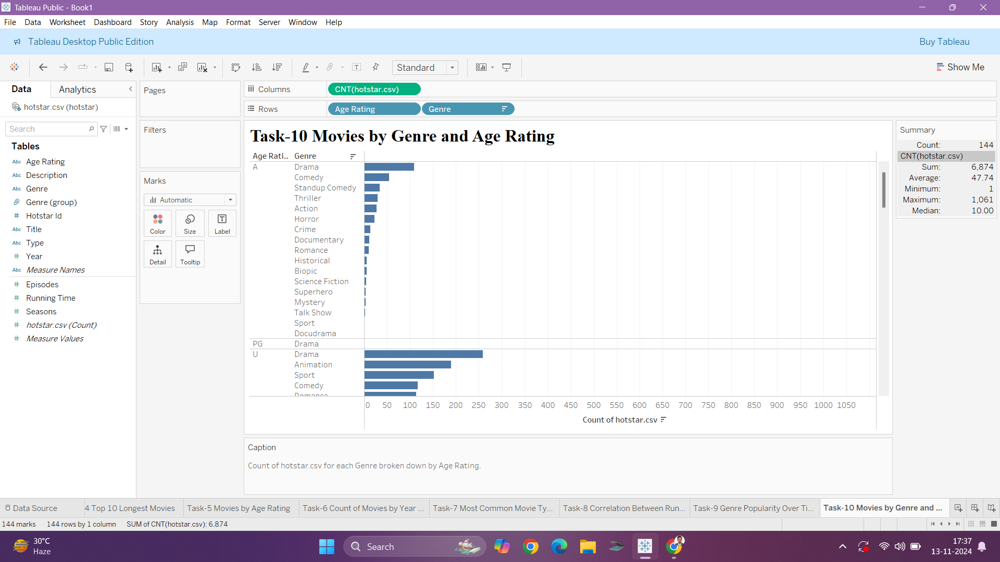 Tableau Public - Book1
File Data Worksheet Dashboard Story Analysis Map Format Server Window Help
Tableau Desktop Public Edition
Buy Tableau
Standard
Show Me
Data
Analytics
hotstar.csv (hotstar)
Search
Tables
Abc Age Rating
Abc Description
Abc Genre
Genre (group)
# Hotstar Id
Abc Title
Abc Type
# Year
Abc Measure Names
# Episodes
# Running Time
# Seasons
# hotstar.csv (Count)
# Measure Values
Pages
Filters
Marks
Automatic
Color
Size
Label
Detail
Tooltip
Columns
CNT(hotstar.csv)
Rows
Age Rating
Genre
Task-10 Movies by Genre and Age Rating
Age Rati.. Genre
A Drama
Comedy
Standup Comedy
Thriller
Action
Horror
Crime
Documentary
Romance
Historical
Biopic
Science Fiction
Superhero
Mystery
Talk Show
Sport
Docudrama
PG Drama
U Drama
Animation
Sport
Comedy
Romance
0 50 100 150 200 250 300 350 400 450 500 550 600 650 700 750 800 850 900 950 1000 1050
Count of hotstar.csv
Summary
Count: 144
CNT(hotstar.csv)
Sum: 6,874
Average: 47.74
Minimum: 1
Maximum: 1,061
Median: 10.00
Caption
Count of hotstar.csv for each Genre broken down by Age Rating.
Data Source
4 Top 10 Longest Movies
Task-5 Movies by Age Rating
Task-6 Count of Movies by Year ...
Task-7 Most Common Movie Ty...
Task-8 Correlation Between Run...
Task-9 Genre Popularity Over Ti...
Task-10 Movies by Genre and ...
144 marks
144 rows by 1 column
SUM of CNT(hotstar.csv): 6,874
30°C
Haze
Search
17:37
13-11-2024